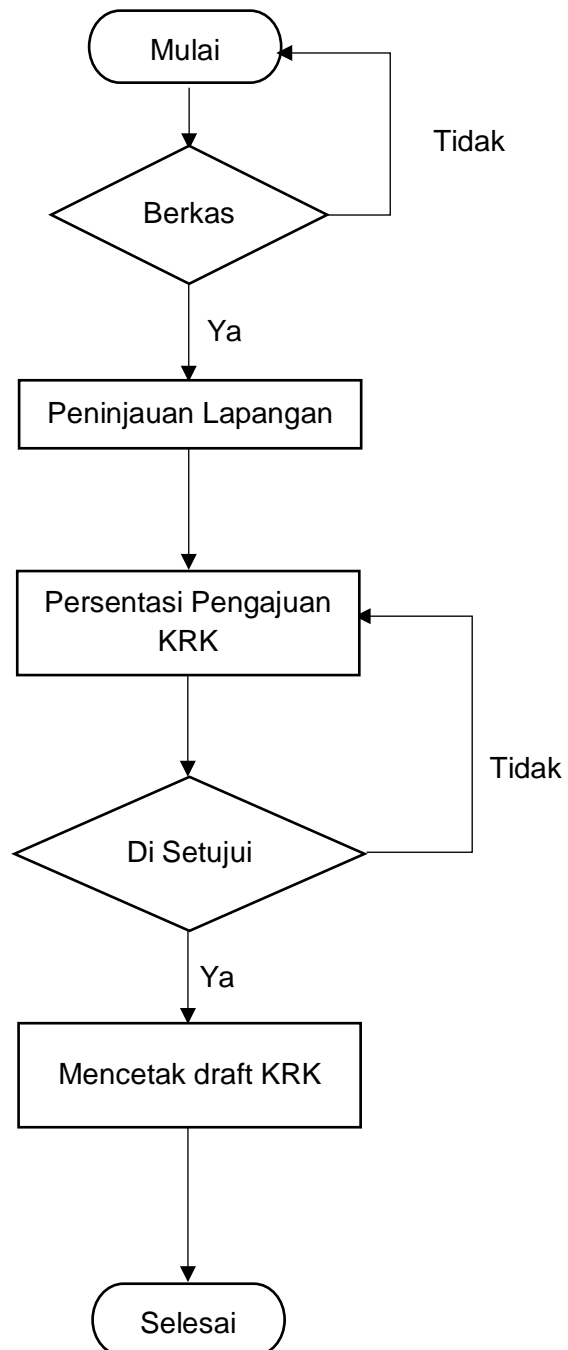 Mulai
Tidak
Berkas
Ya
Peninjauan Lapangan
Persentasi Pengajuan
KRK
Tidak
Di Setujui
Ya
Mencetak draft KRK
Selesai